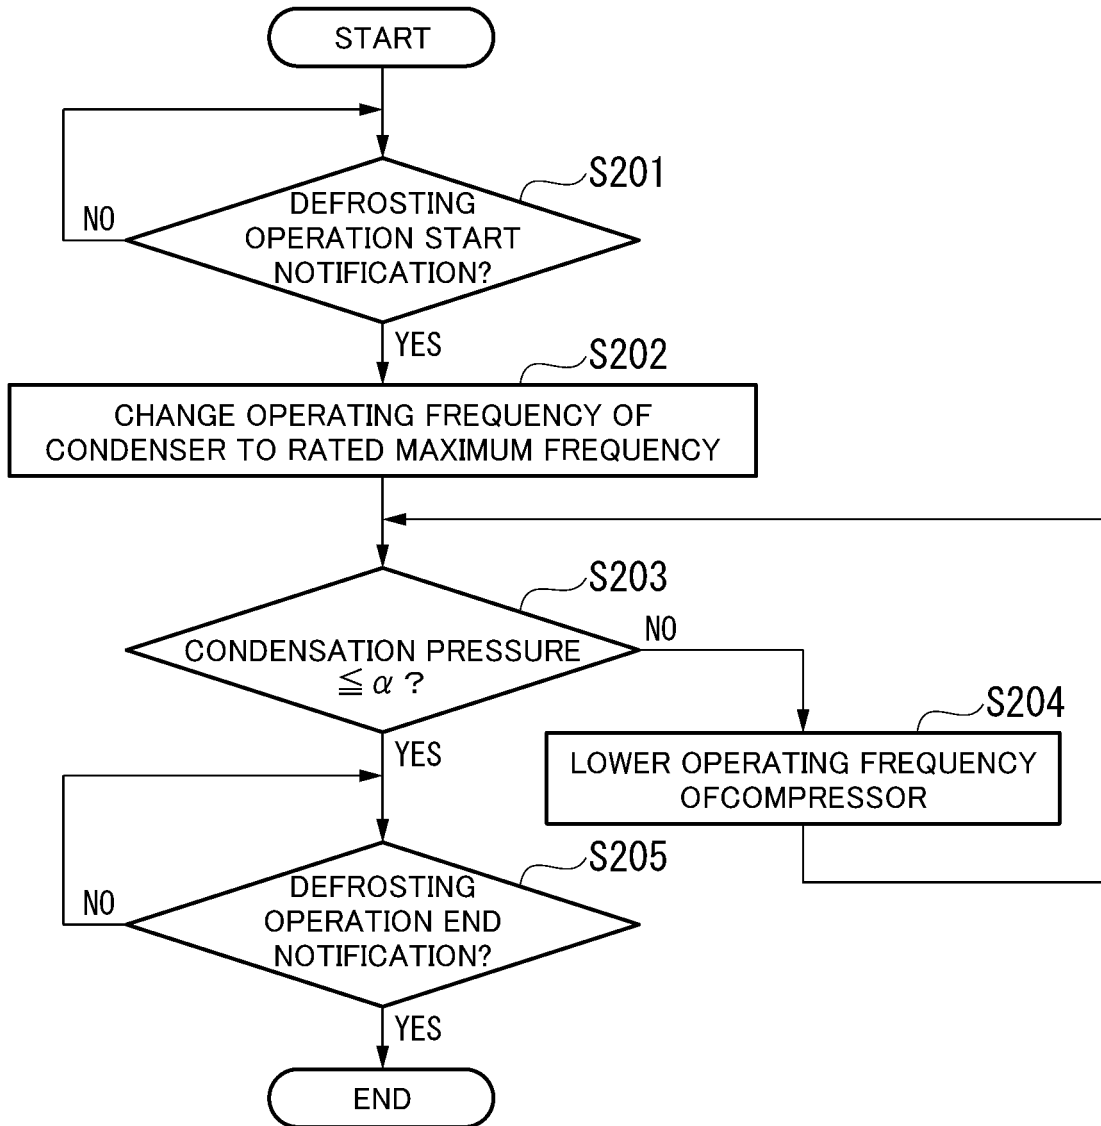 START
S201
DEFROSTING
OPERATION START
NOTIFICATION?
NO
YES
S202
CHANGE OPERATING FREQUENCY OF
CONDENSER TO RATED MAXIMUM FREQUENCY
S203
CONDENSATION PRESSURE
≦ α ?
NO
YES
S204
LOWER OPERATING FREQUENCY
OFCOMPRESSOR
S205
DEFROSTING
OPERATION END
NOTIFICATION?
NO
YES
END